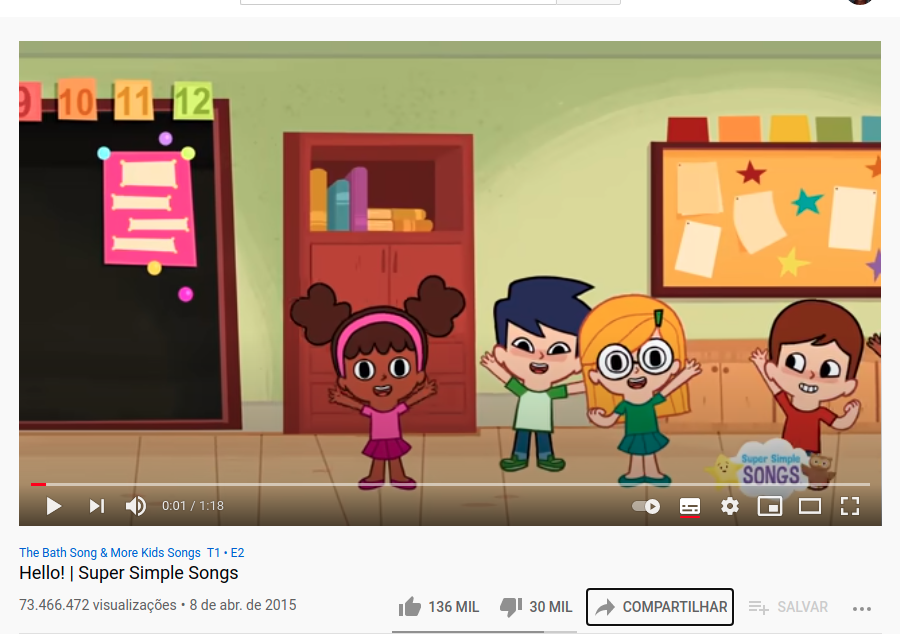 9 10 11 12
Super Simple
SONGS
0:01 / 1:18
The Bath Song & More Kids Songs T1 • E2
Hello! | Super Simple Songs
73.466.472 visualizações • 8 de abr. de 2015
136 MIL 30 MIL COMPARTILHAR SALVAR